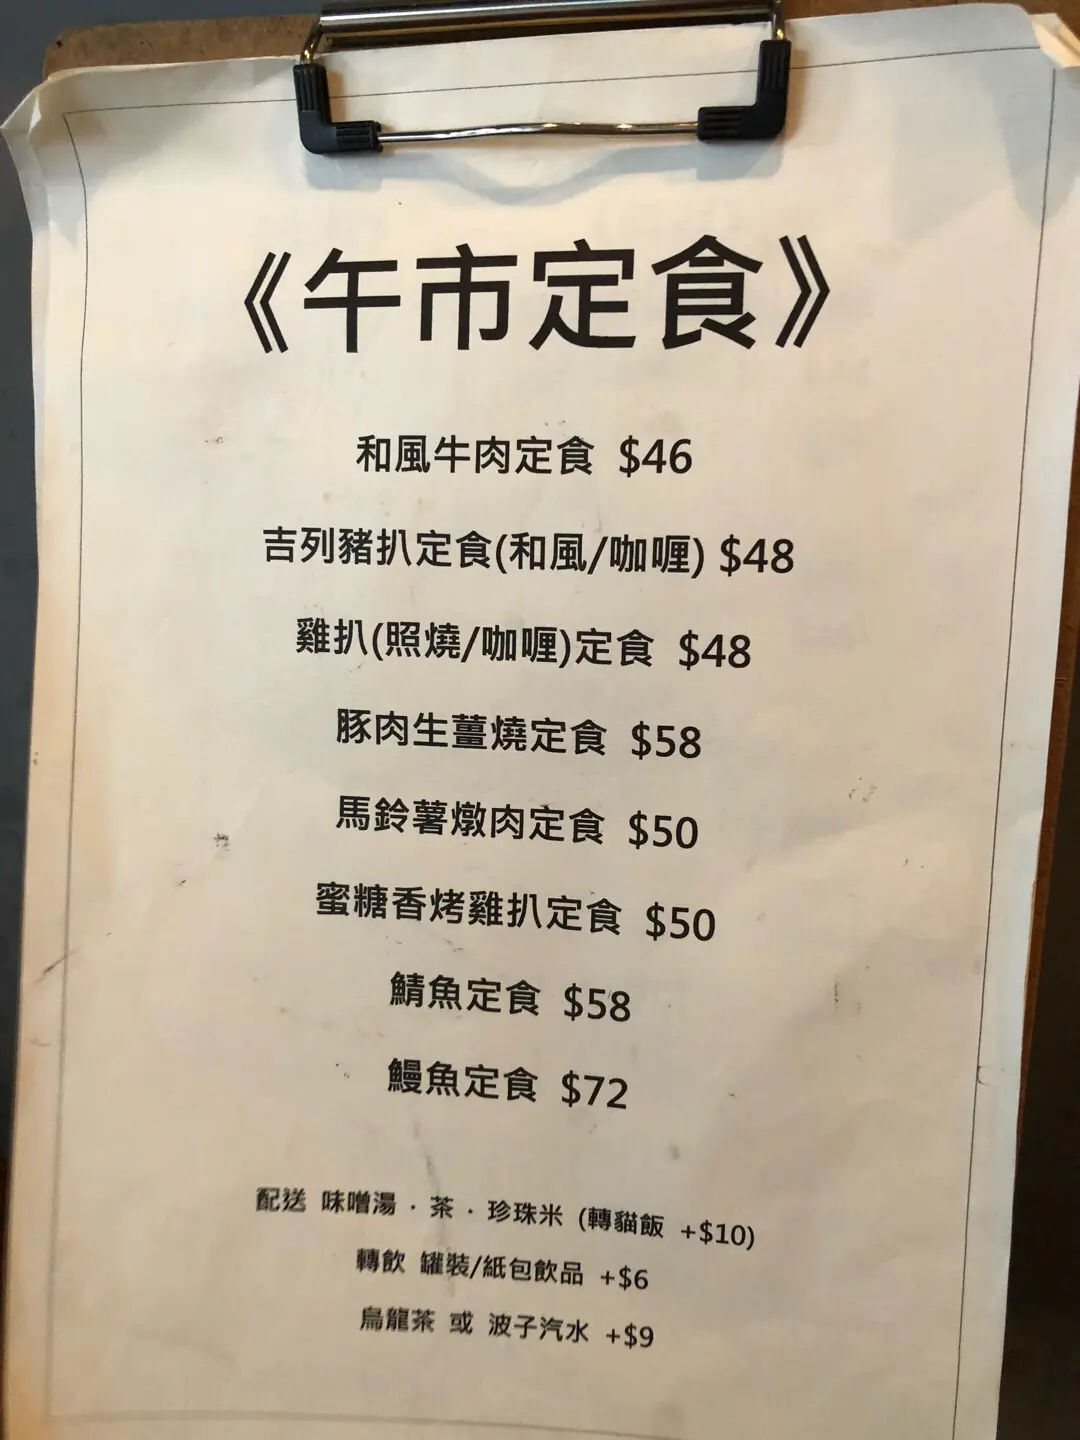 《午市定食》
和風牛肉定食 $46
吉列豬扒定食(和風/咖喱) $48
雞扒(照燒/咖喱)定食 $48
豚肉生薑燒定食 $58
馬鈴薯燉肉定食 $50
蜜糖香烤雞扒定食 $50
鯖魚定食 $58
鰻魚定食 $72
配送 味噌湯．茶．珍珠米 (轉貓飯 +$10)
轉飲 罐裝/紙包飲品 +$6
烏龍茶 或 波子汽水 +$9